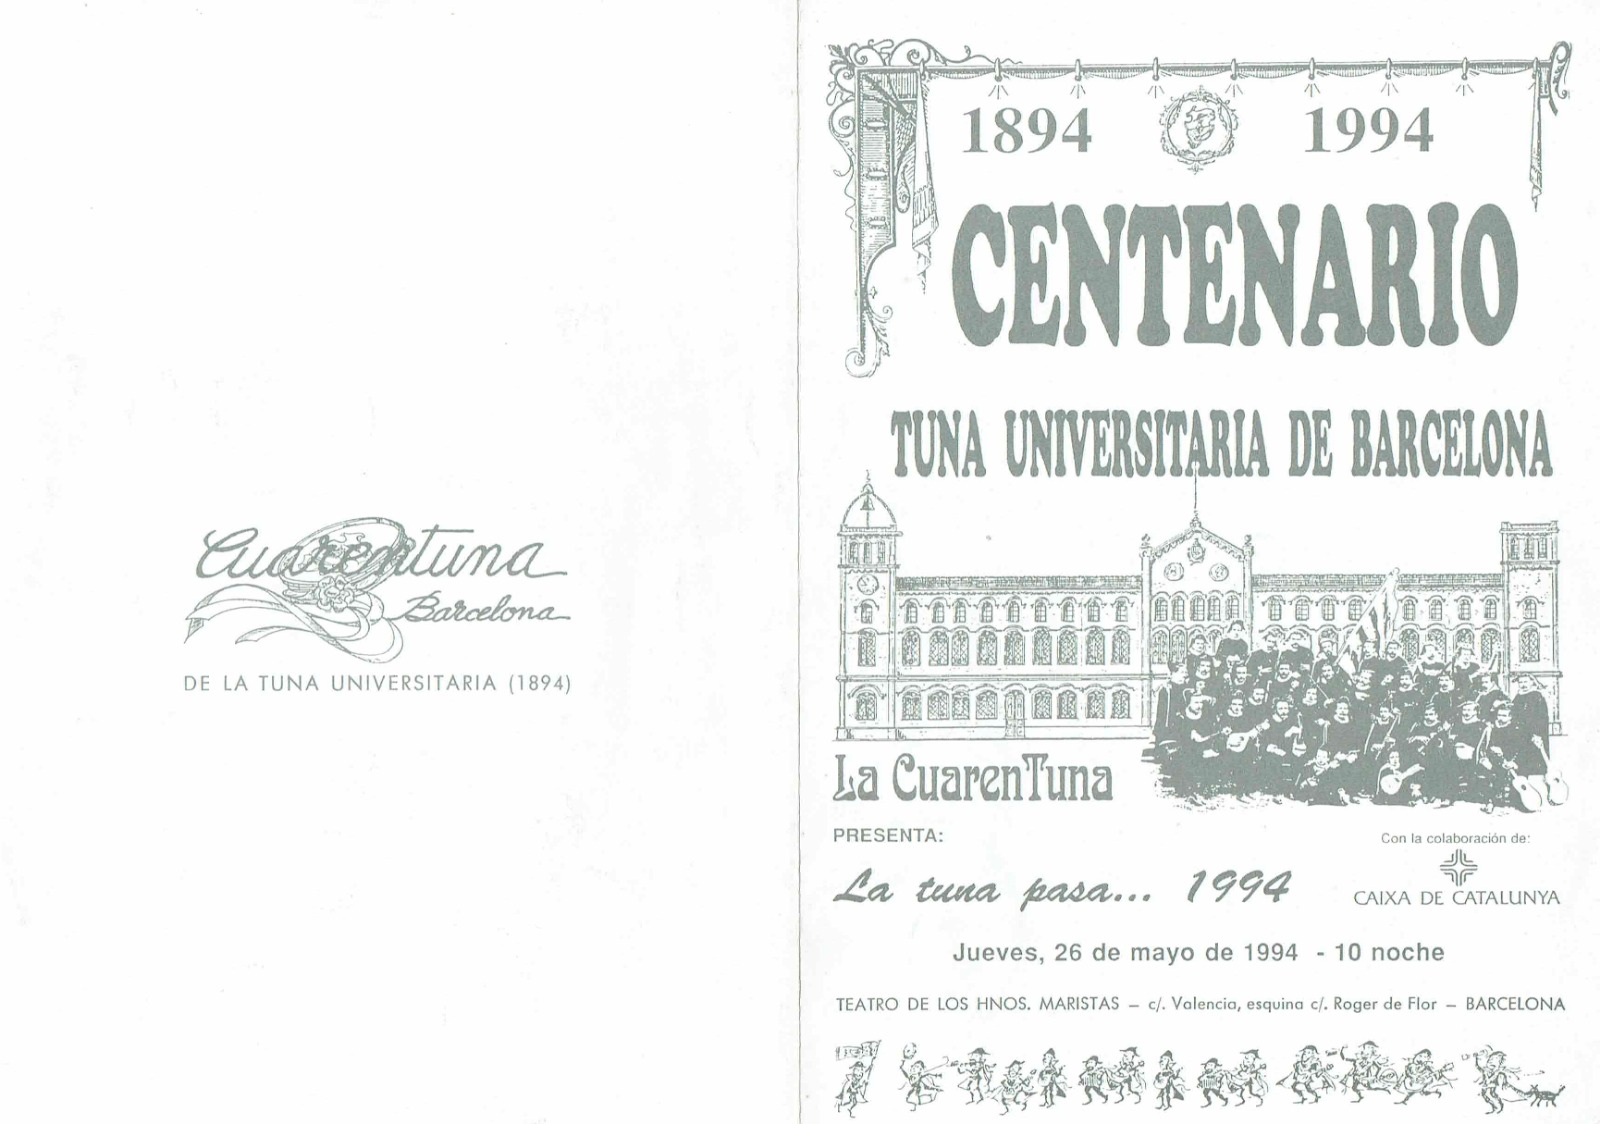 Cuarentuna
Barcelona
DE LA TUNA UNIVERSITARIA (1894)
1894 1994
CENTENARIO
TUNA UNIVERSITARIA DE BARCELONA
La CuarenTuna
PRESENTA:
Con la colaboración de:
CAIXA DE CATALUNYA
La tuna pasa... 1994
Jueves, 26 de mayo de 1994 - 10 noche
TEATRO DE LOS HNOS. MARISTAS – c/. Valencia, esquina c/. Roger de Flor – BARCELONA